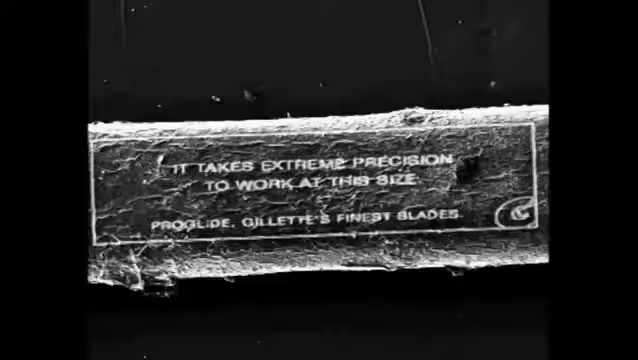 IT TAKES EXTREME PRECISION
TO WORK AT THIS SIZE
PROGLIDE. GILLETTE'S FINEST BLADES.
G